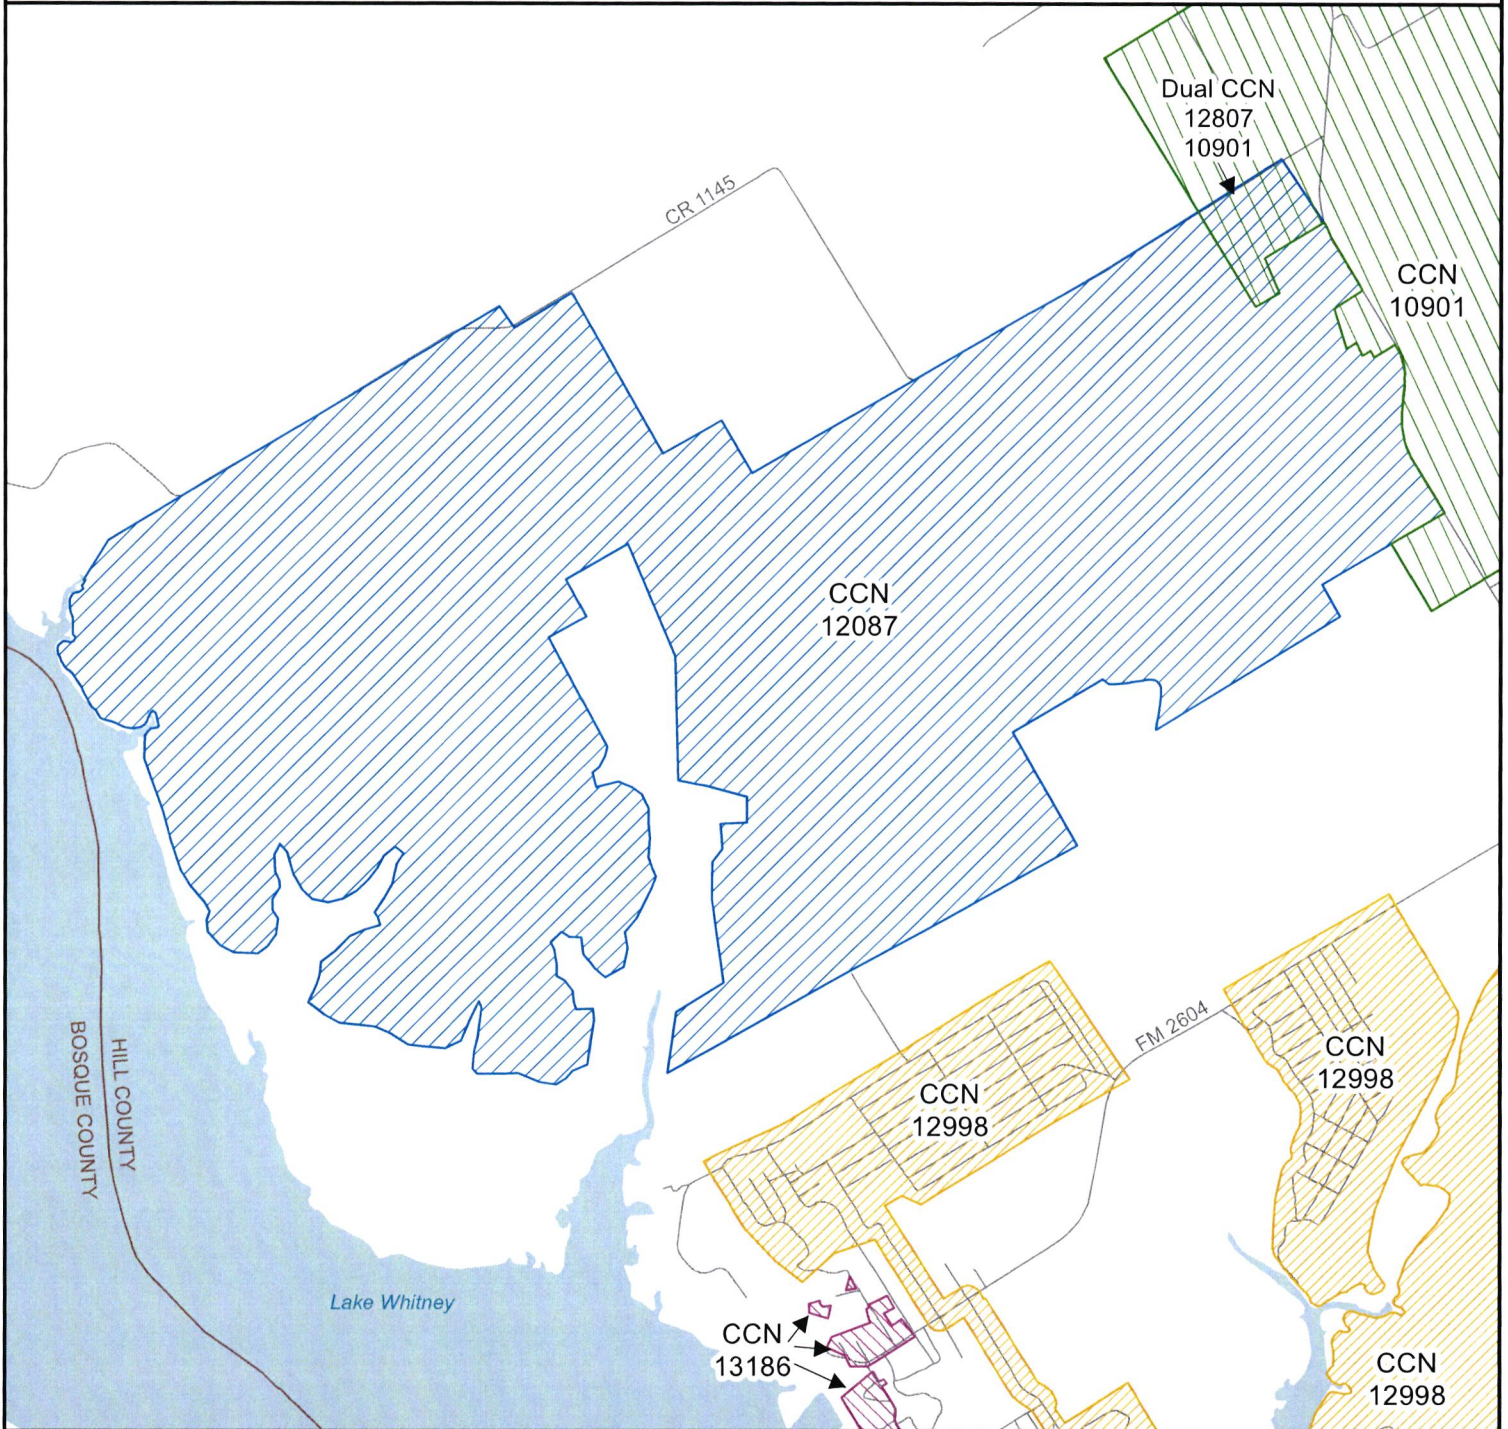 Dual CCN
12807
10901
CR 1145
CCN
10901
CCN
12087
FM 2604
CCN
12998
CCN
12998
HILL COUNTY
BOSQUE COUNTY
Lake Whitney
CCN
13186
CCN
12998